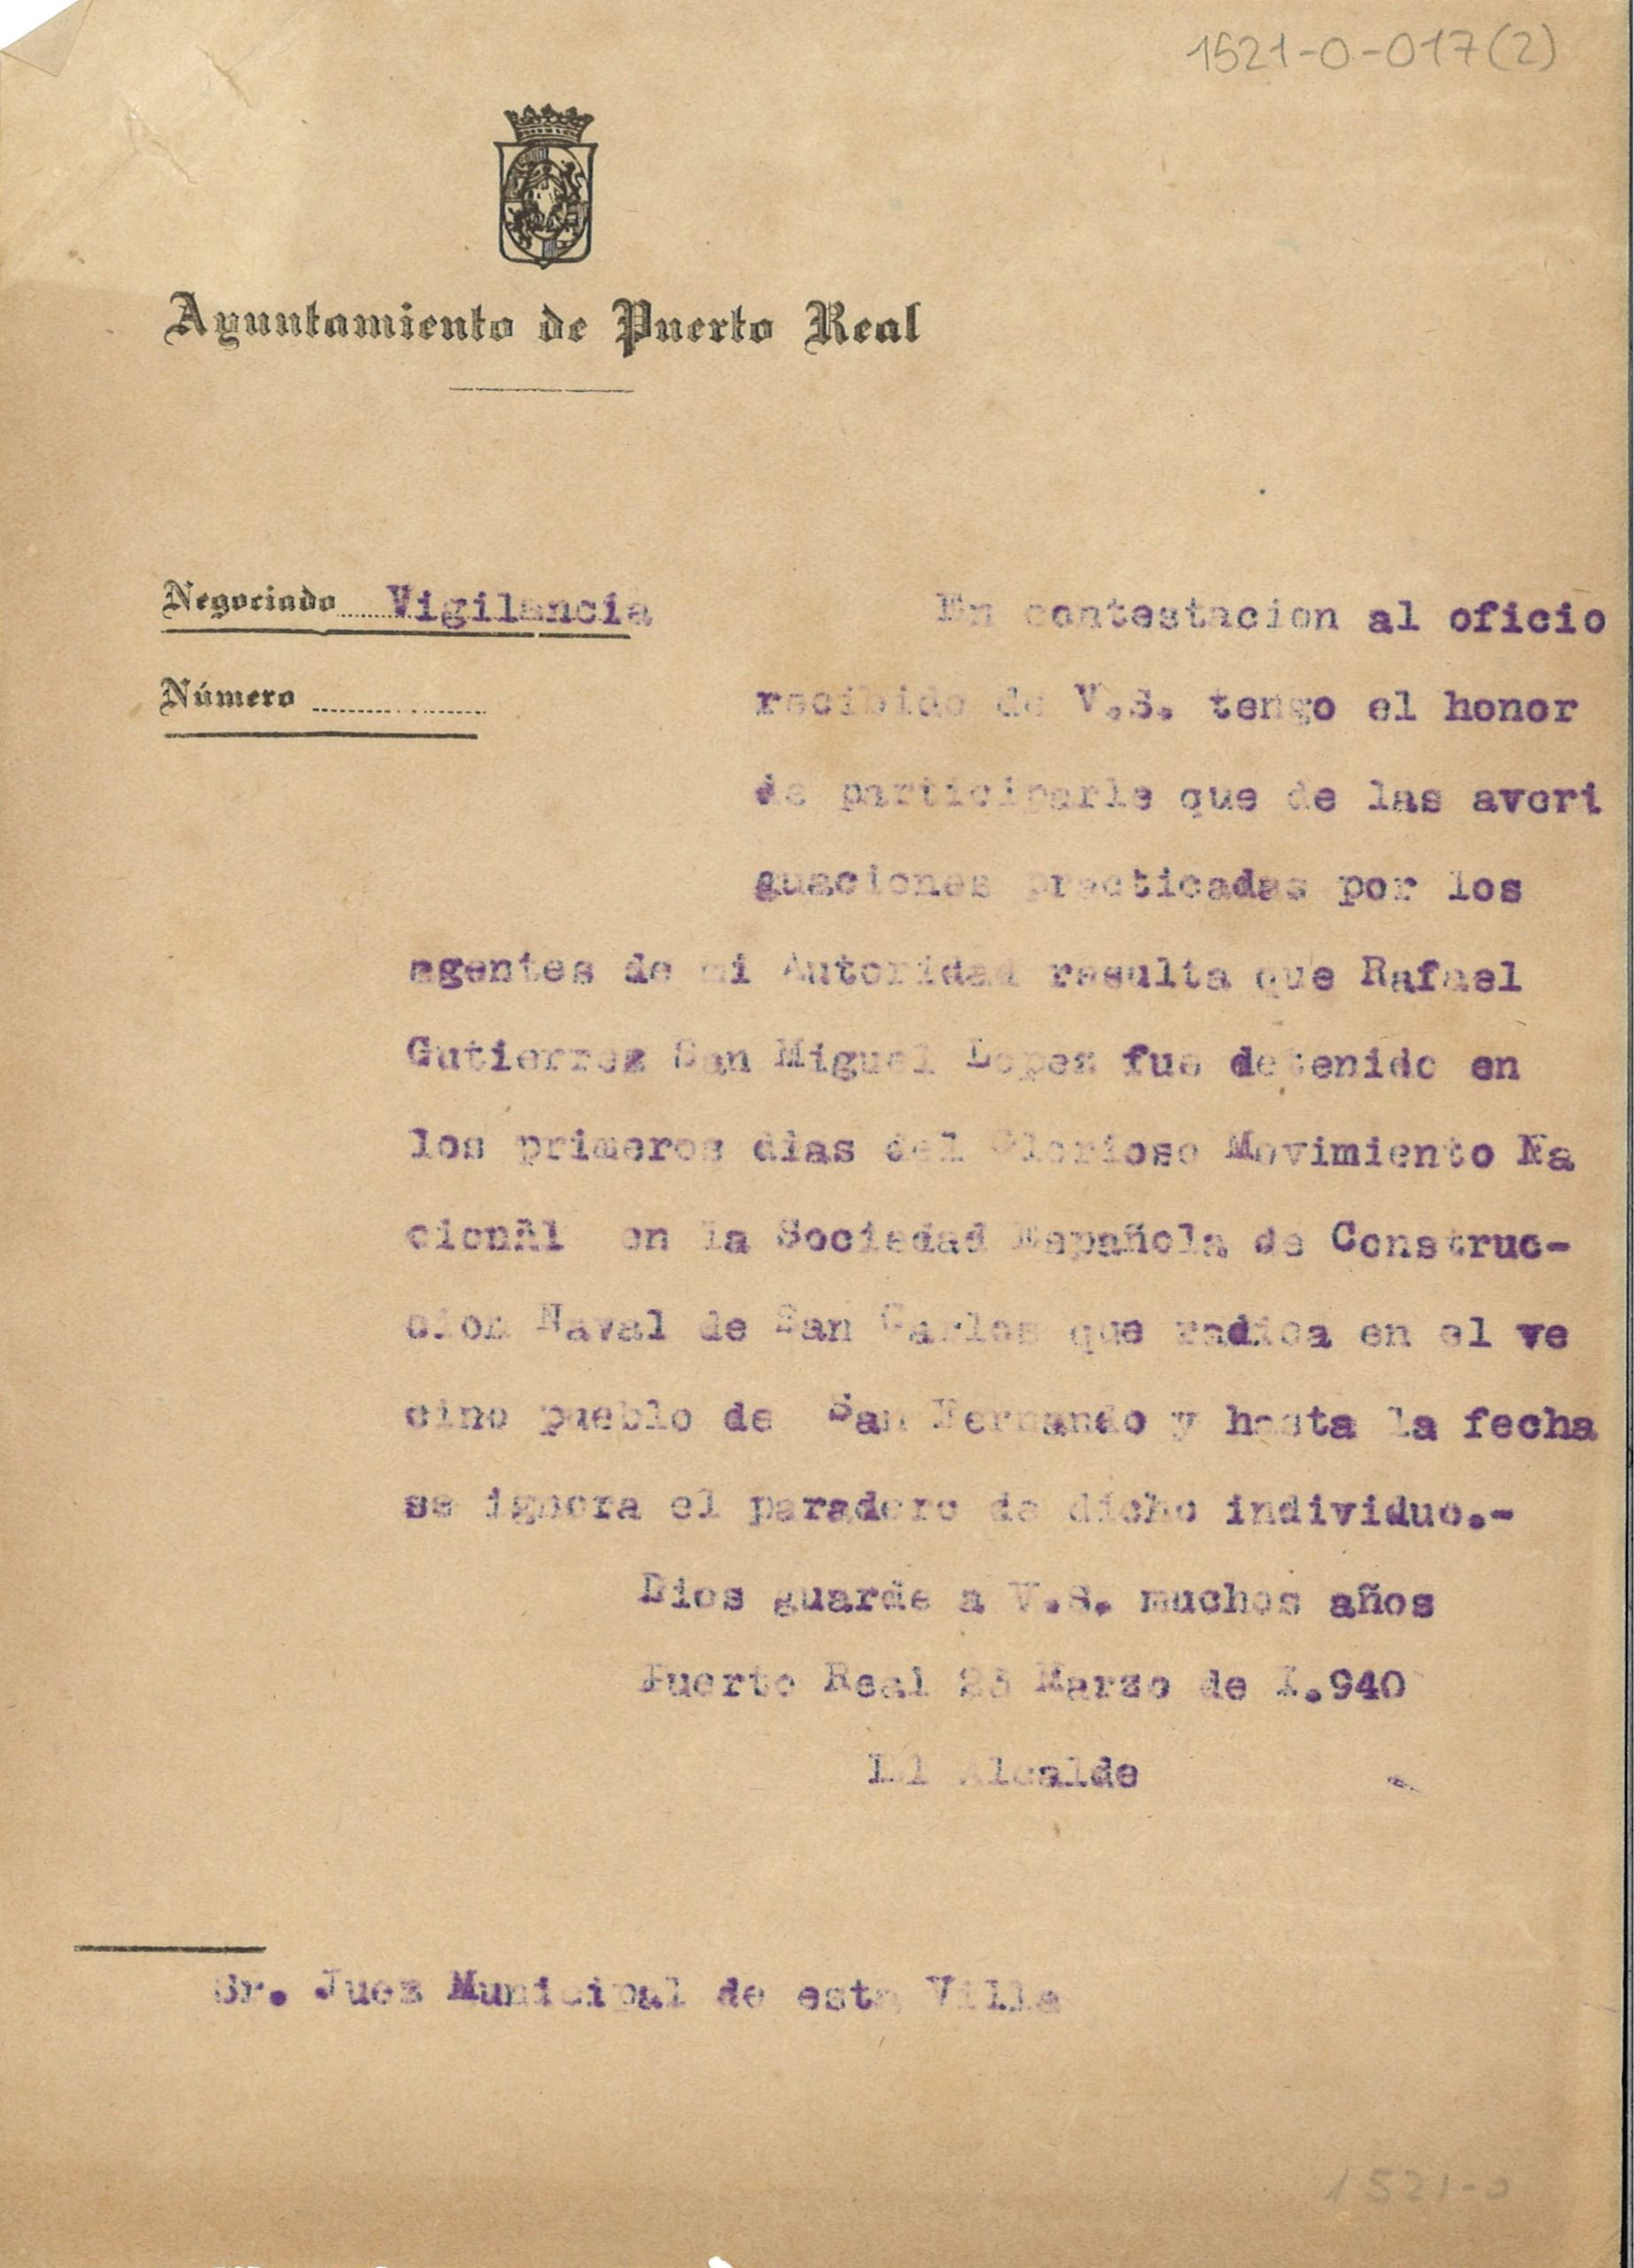 1521-0-017(2)
Ayuntamiento de Puerto Real
Negociado Vigilancia
Número
En contestacion al oficio
recibido de V.S. tengo el honor
de participarle que de las averi
guaciones practicadas por los
agentes de mi Autoridad resulta que Rafael
Gutierrez San Miguel Lopez fue detenido en
los primeros dias del Glorioso Movimiento Na
cionñl en la Sociedad Española de Construc-
cion Naval de San Carlos que radica en el ve
cino pueblo de San Fernando y hasta la fecha
se ignora el paradero de dicho individuo.-
Dios guarde a V.S. muchos años
Puerto Real 23 Marzo de I.940
El Alcalde
Sr. Juez Municipal de esta Villa
1521-0